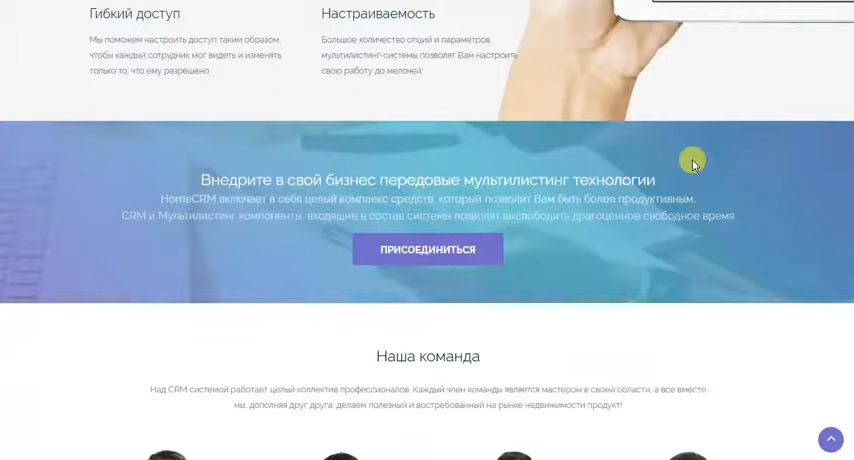 Гибкий доступ
Мы поможем настроить доступ таким образом,
чтобы каждый сотрудник мог видеть и изменять
только то, что ему разрешено.
Настраиваемость
Большое количество опций и параметров
мультилистинг-системы позволят Вам настроить
свою работу до мелочей.
Внедрите в свой бизнес передовые мультилистинг технологии
HomeCRM включает в себя целый комплекс средств, который позволит Вам быть более продуктивным.
CRM и Мультилистинг компоненты, входящие в состав системы позволят высвободить драгоценное свободное время
ПРИСОЕДИНИТЬСЯ
Наша команда
Над CRM системой работает целый коллектив профессионалов. Каждый член команды является мастером в своей области, а все вместе
мы, дополняя друг друга, делаем полезный и востребованный на рынке недвижимости продукт!